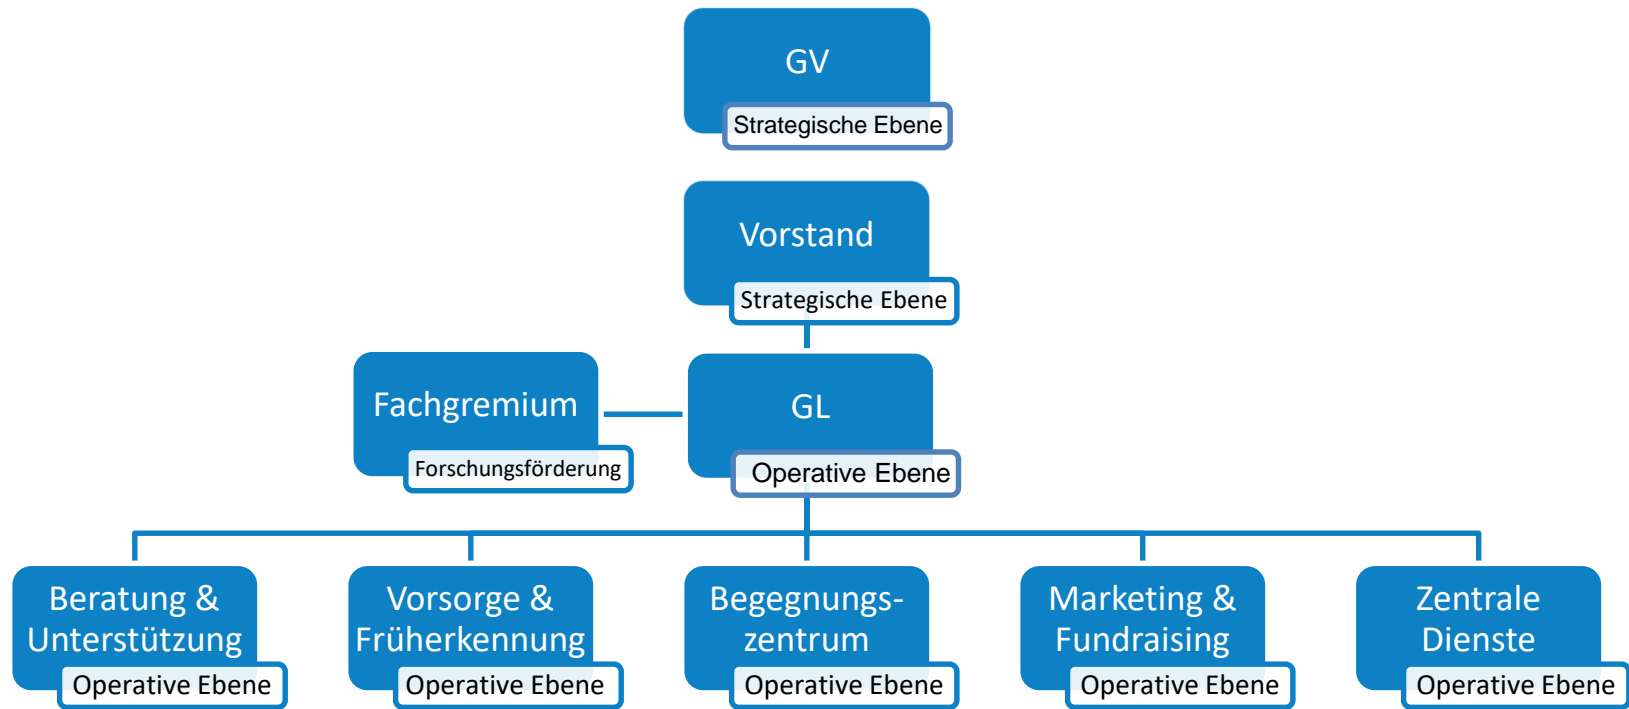 GV
Strategische Ebene
Vorstand
Strategische Ebene
Fachgremium
Forschungsförderung
GL
Operative Ebene
Beratung &
Unterstützung
Operative Ebene
Vorsorge &
Früherkennung
Operative Ebene
Begegnungs-
zentrum
Operative Ebene
Marketing &
Fundraising
Operative Ebene
Zentrale
Dienste
Operative Ebene